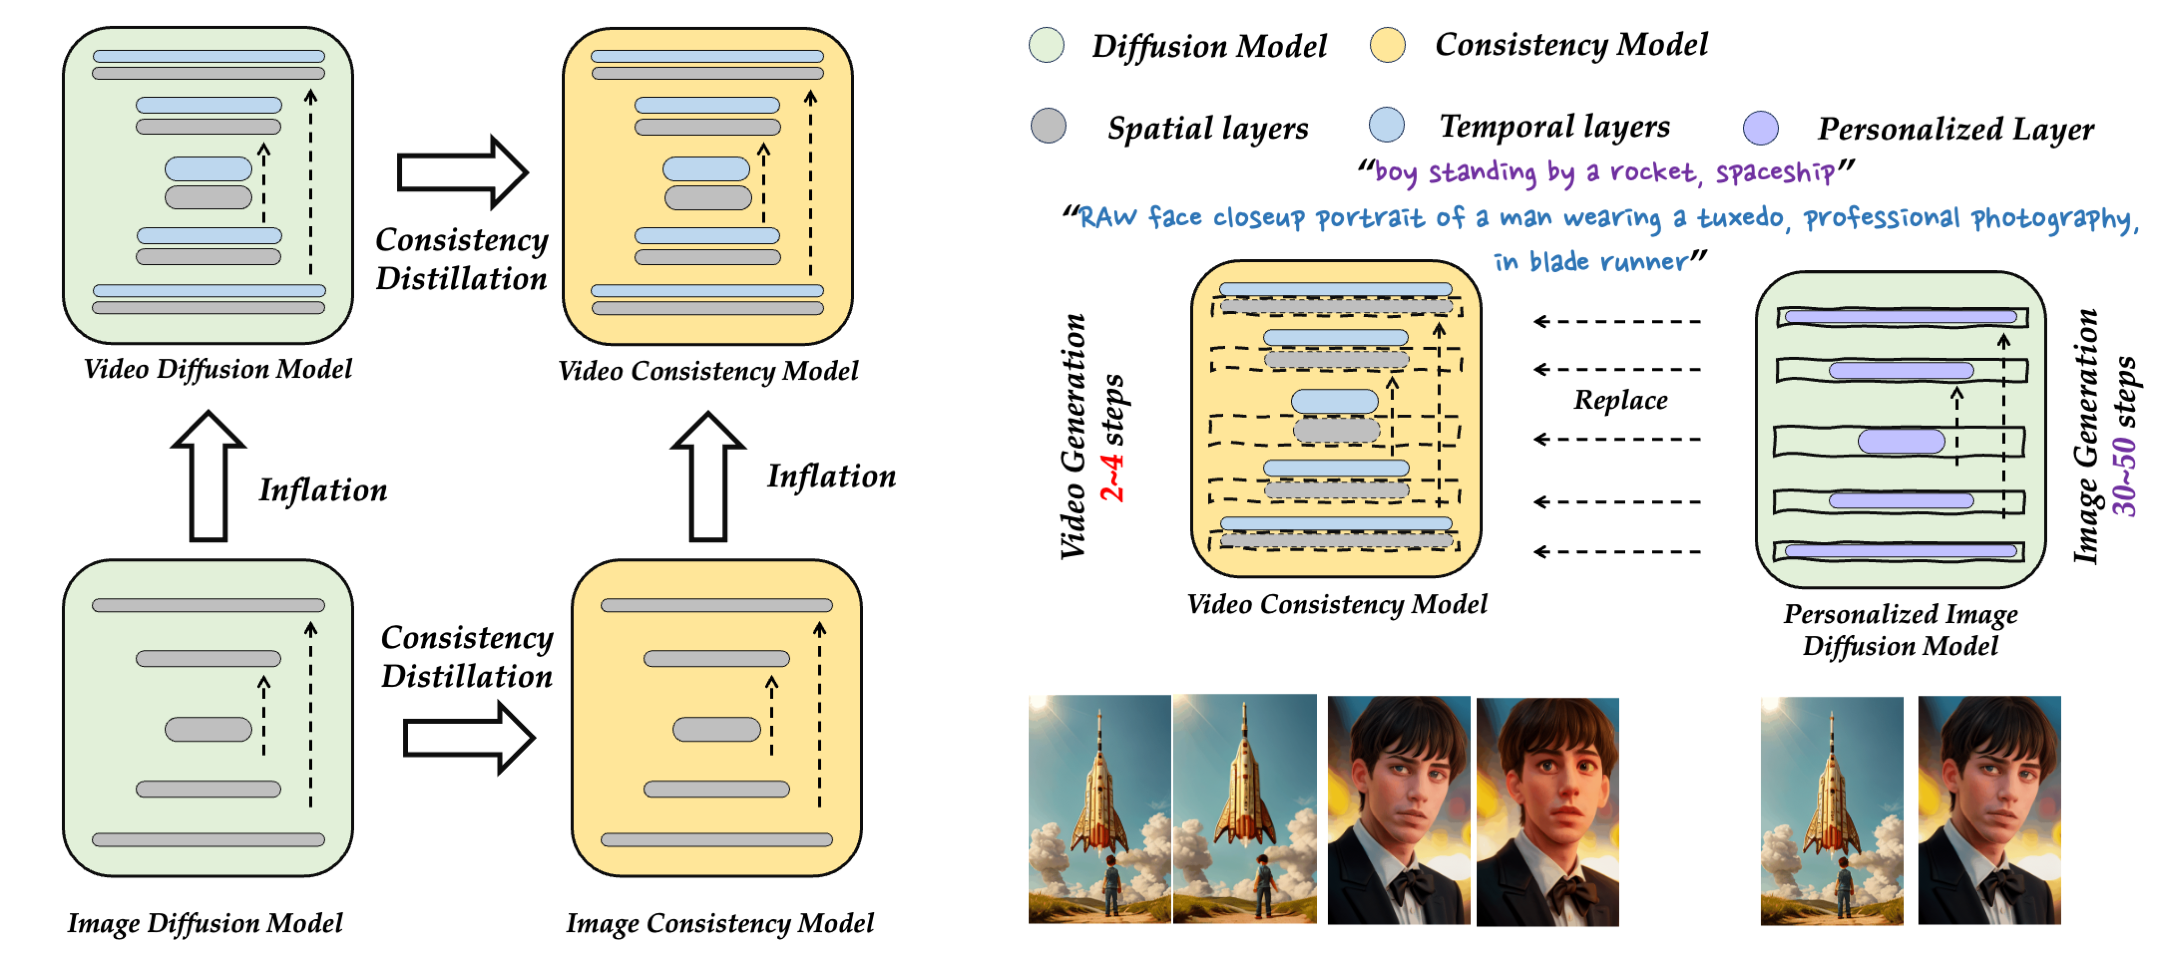 Consistency
Distillation
Video Diffusion Model
Video Consistency Model
Inflation
Inflation
Consistency
Distillation
Image Diffusion Model
Image Consistency Model
Diffusion Model
Consistency Model
Spatial layers
Temporal layers
Personalized Layer
“boy standing by a rocket, spaceship”
“RAW face closeup portrait of a man wearing a tuxedo, professional photography,
in blade runner”
Video Generation
2~4 steps
Replace
Image Generation
30~50 steps
Video Consistency Model
Personalized Image
Diffusion Model